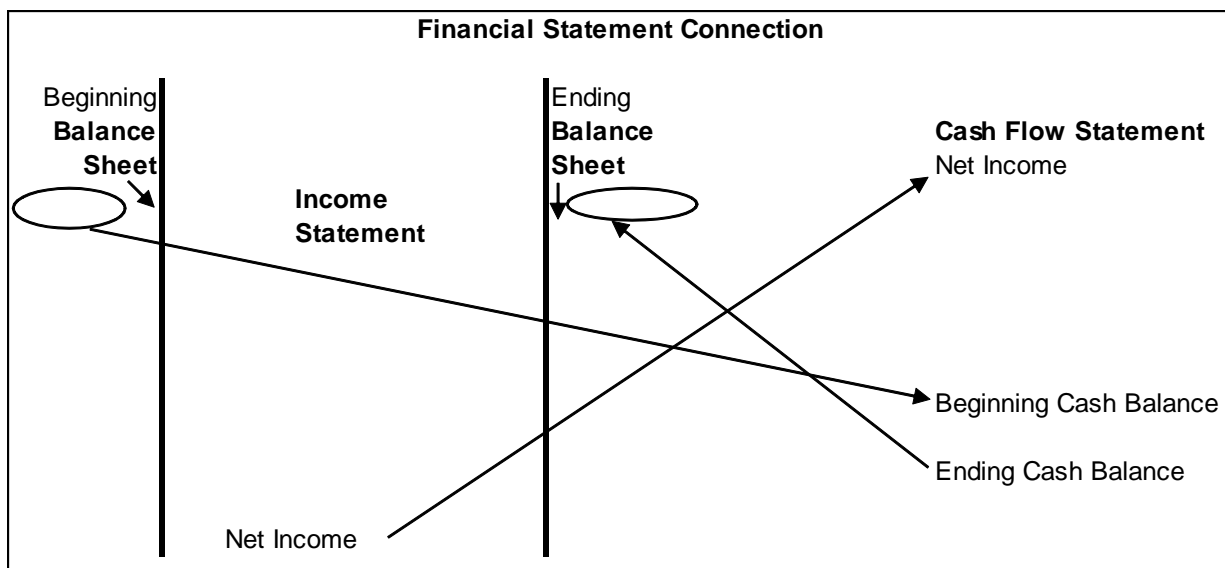 Financial Statement Connection
Beginning
Balance
Sheet
Income
Statement
Net Income
Ending
Balance
Sheet
Cash Flow Statement
Net Income
Beginning Cash Balance
Ending Cash Balance